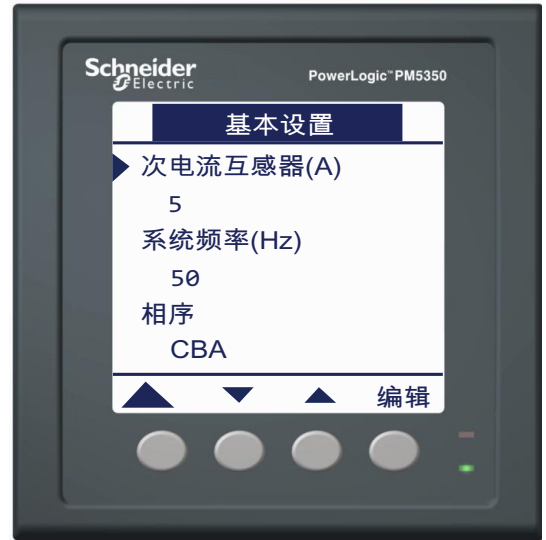 Schneider
Electric
PowerLogic™ PM5350
基本设置
次电流互感器(A)
5
系统频率(Hz)
50
相序
CBA
编辑